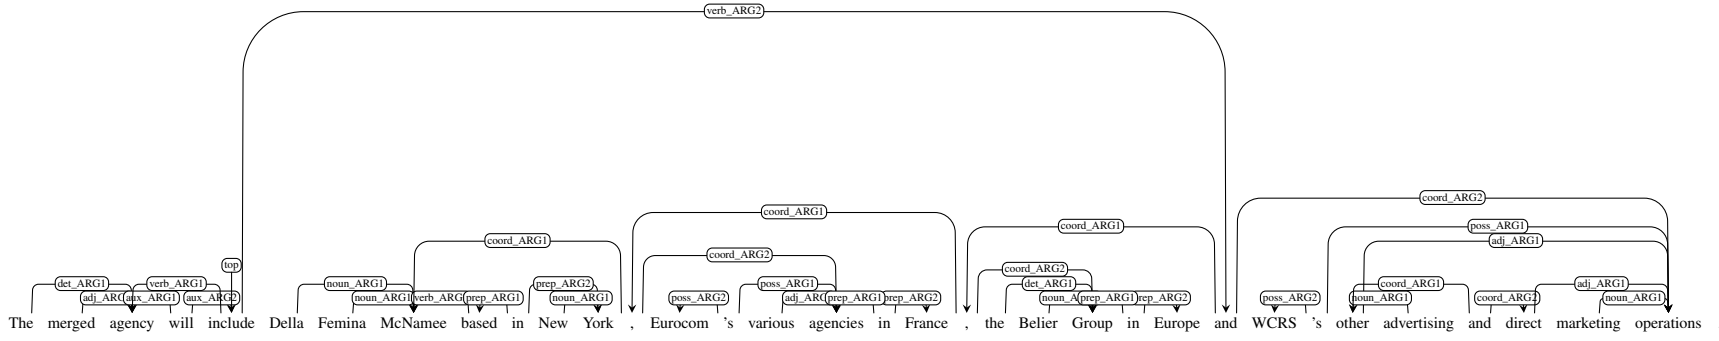 verb_ARG2
coord_ARG2
coord_ARG1
poss_ARG1
coord_ARG1
coord_ARG1
adj_ARG1
coord_ARG2
top
coord_ARG2
det_ARG1 verb_ARG1 noun_ARG1 prep_ARG2 poss_ARG1 det_ARG1 coord_ARG1 adj_ARG1
aux_ARG1 aux_ARG2 noun_ARG1 prep_ARG1 noun_ARG1 poss_ARG2 prep_ARG1 prep_ARG2 prep_ARG1 poss_ARG2 noun_ARG1 coord_ARG2 noun_ARG1
The merged agency will include Della Femina McNamee based in New York , Eurocom 's various agencies in France , the Belier Group in Europe and WCRS 's other advertising and direct marketing operations